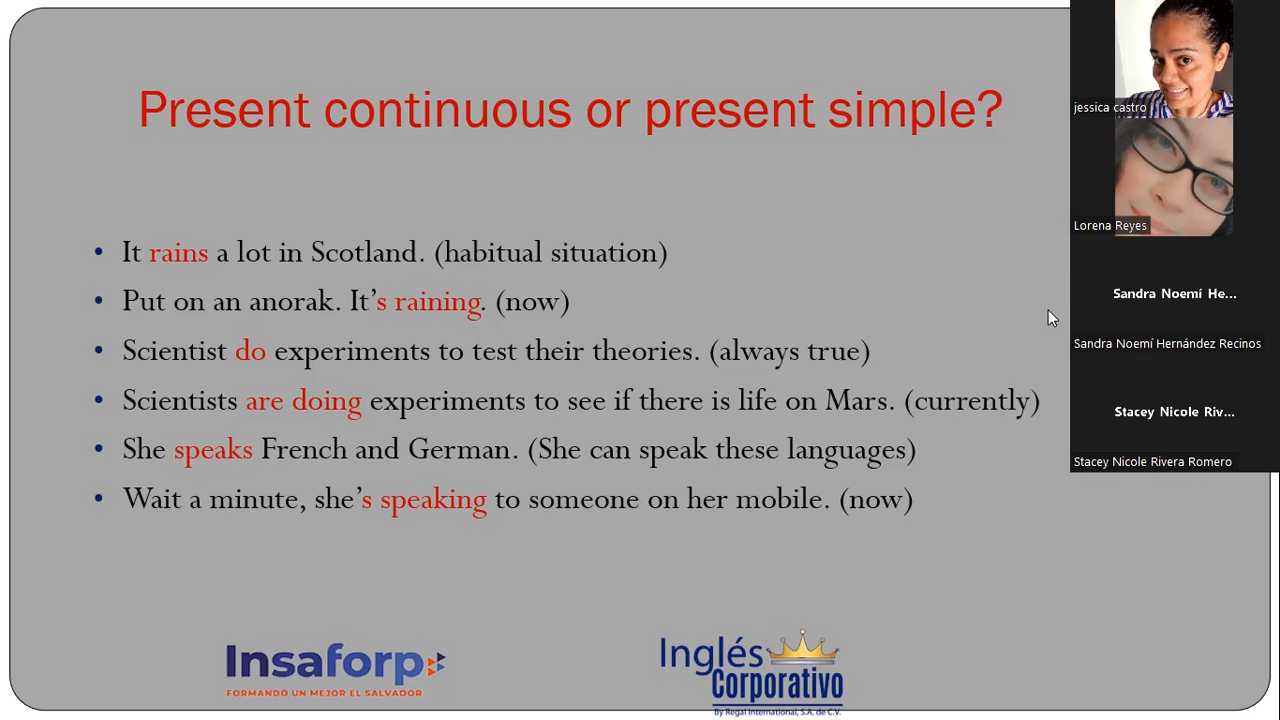 Present continuous or present simple?
• It rains a lot in Scotland. (habitual situation)
• Put on an anorak. It's raining. (now)
• Scientist do experiments to test their theories. (always true)
• Scientists are doing experiments to see if there is life on Mars. (currently)
• She speaks French and German. (She can speak these languages)
• Wait a minute, she's speaking to someone on her mobile. (now)
Insaforp
FORMANDO UN MEJOR EL SALVADOR
Inglés
Corporativo
By Regal International, S.A. de C.V.
jessica castro
Lorena Reyes
Sandra Noemí He...
Sandra Noemí Hernández Recinos
Stacey Nicole Riv...
Stacey Nicole Rivera Romero